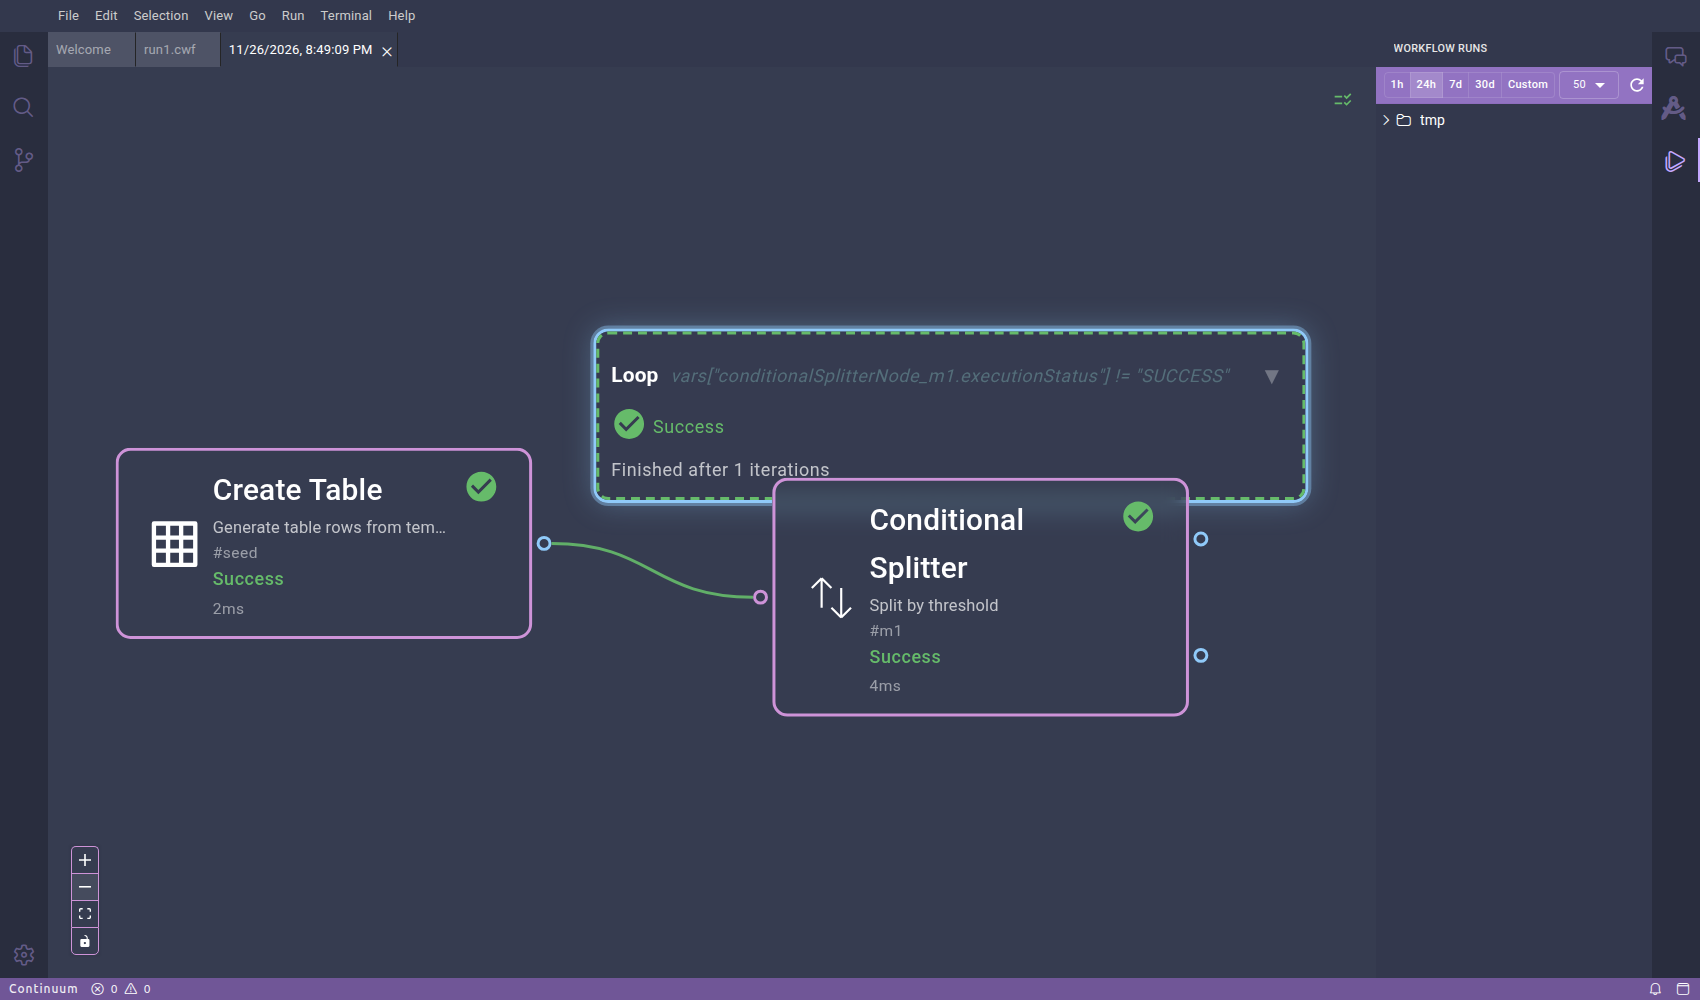 File Edit Selection View Go Run Terminal Help
Welcome run1.cwf 11/26/2026, 8:49:09 PM
WORKFLOW RUNS
1h 24h 7d 30d Custom 50
tmp
Loop vars["conditionalSplitterNode_m1.executionStatus"] != "SUCCESS"
Success
Finished after 1 iterations
Create Table
Generate table rows from tem...
#seed
Success
2ms
Conditional
Splitter
Split by threshold
#m1
Success
4ms
Continuum 0 0